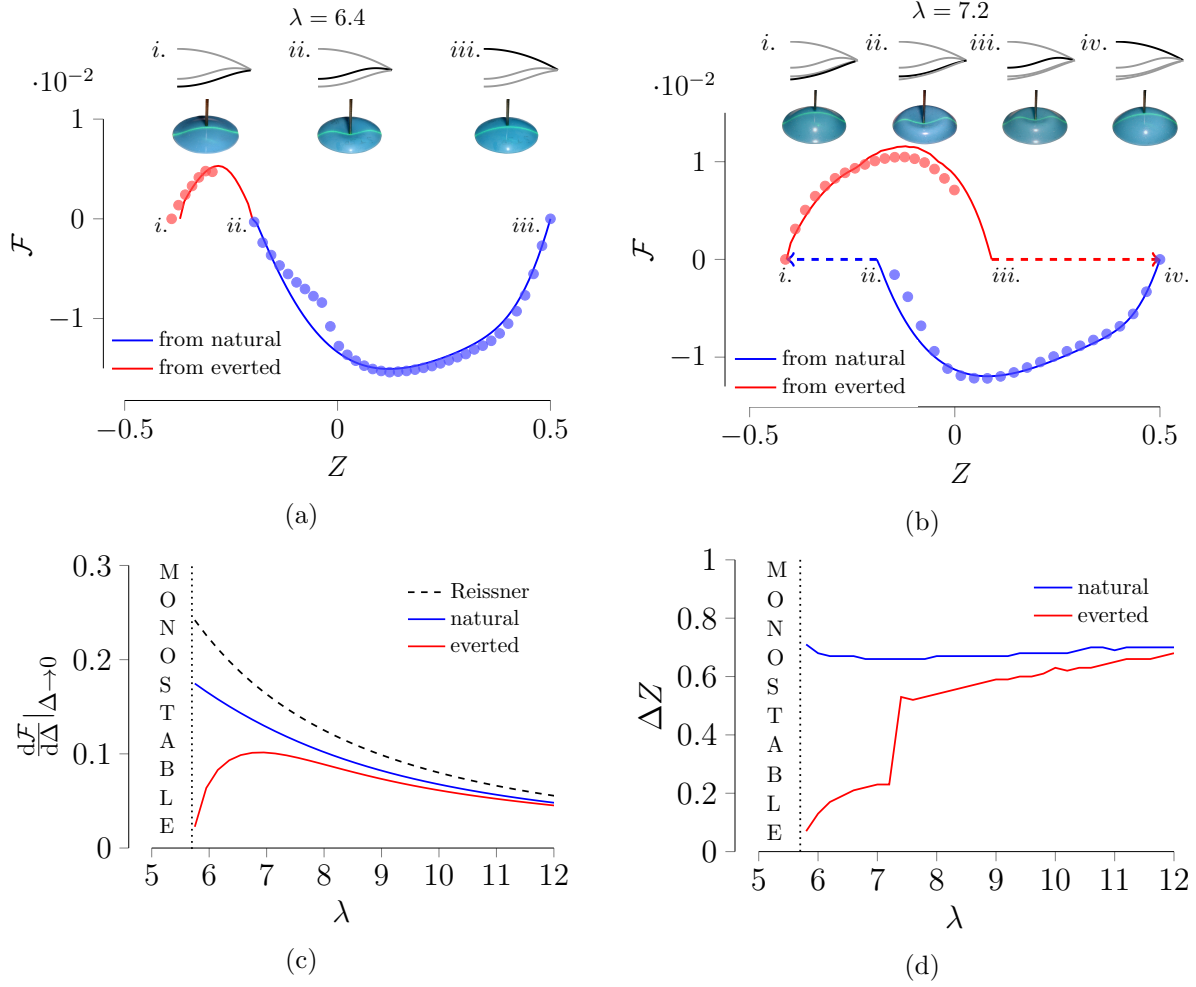 λ = 6.4
i.
ii.
iii.
·10⁻²
1
0
−1
ℱ
i.
ii.
iii.
from natural
from everted
−0.5
0
0.5
Z
(a)
λ = 7.2
i.
ii.
iii.
iv.
·10⁻²
1
0
−1
ℱ
i.
ii.
iii.
iv.
from natural
from everted
−0.5
0
0.5
Z
(b)
0.3
0.2
0.1
0
dℱ/dΔ|Δ→0
M
O
N
O
S
T
A
B
L
E
Reissner
natural
everted
5 6 7 8 9 10 11 12
λ
(c)
1
0.8
0.6
0.4
0.2
0
ΔZ
M
O
N
O
S
T
A
B
L
E
natural
everted
5 6 7 8 9 10 11 12
λ
(d)